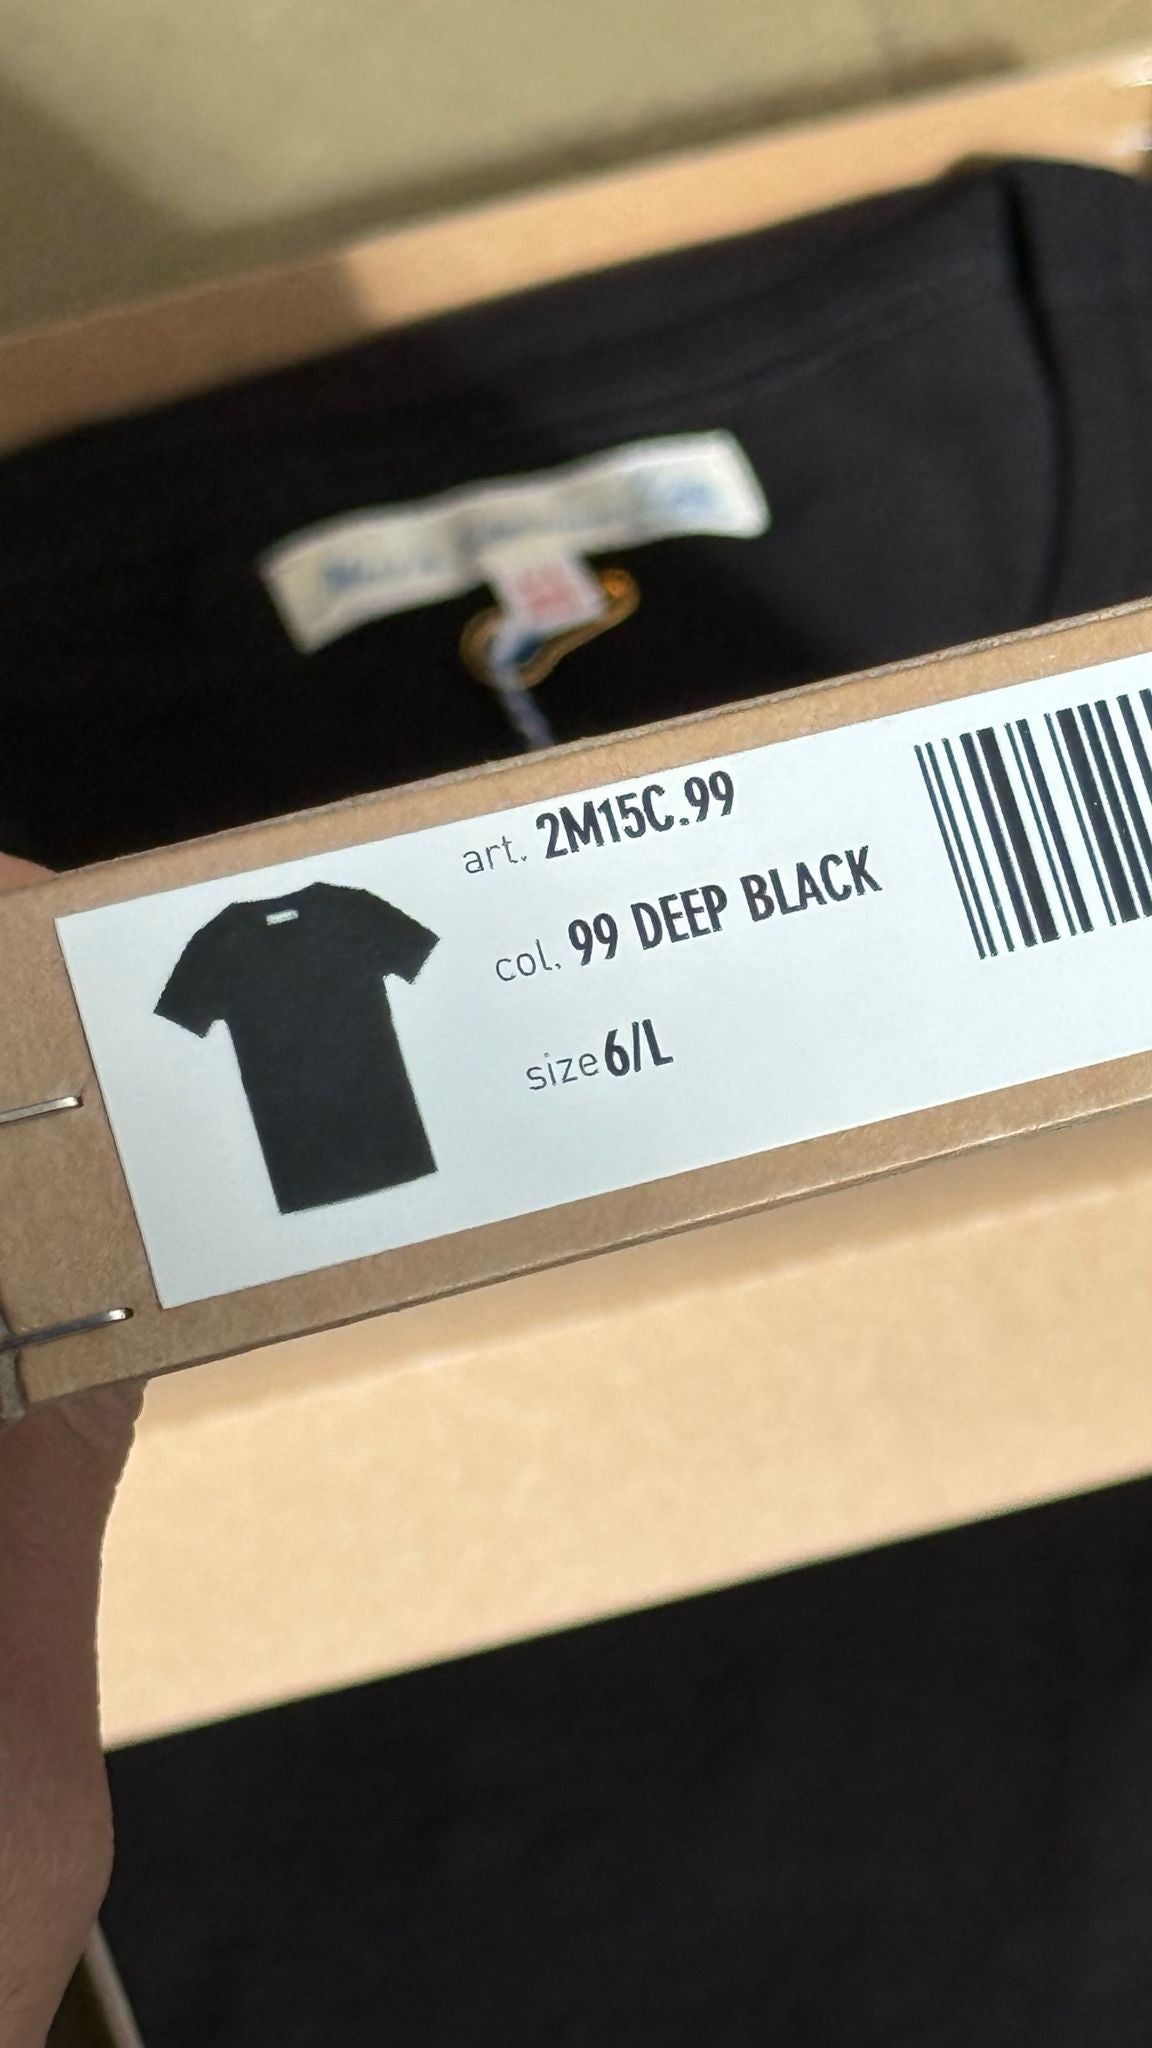 art. 2M15C.99
col. 99 DEEP BLACK
size 6/L